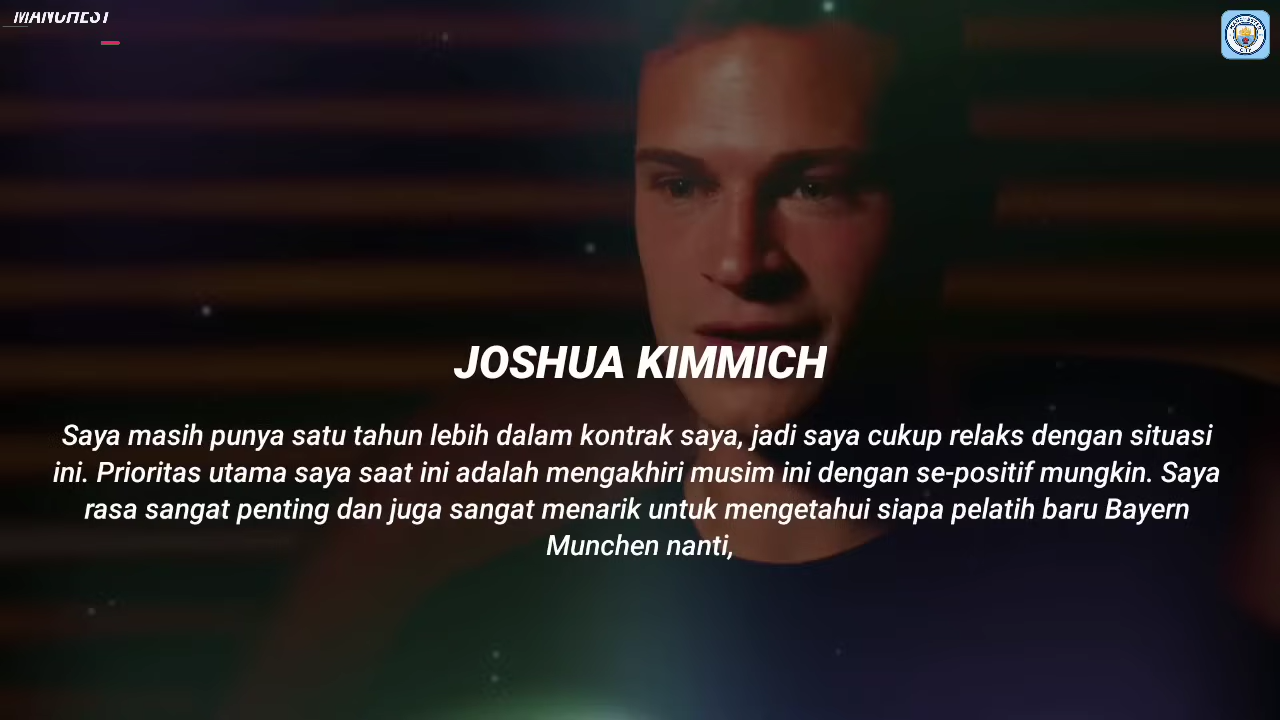 JOSHUA KIMMICH
Saya masih punya satu tahun lebih dalam kontrak saya, jadi saya cukup relaks dengan situasi
ini. Prioritas utama saya saat ini adalah mengakhiri musim ini dengan se-positif mungkin. Saya
rasa sangat penting dan juga sangat menarik untuk mengetahui siapa pelatih baru Bayern
Munchen nanti,